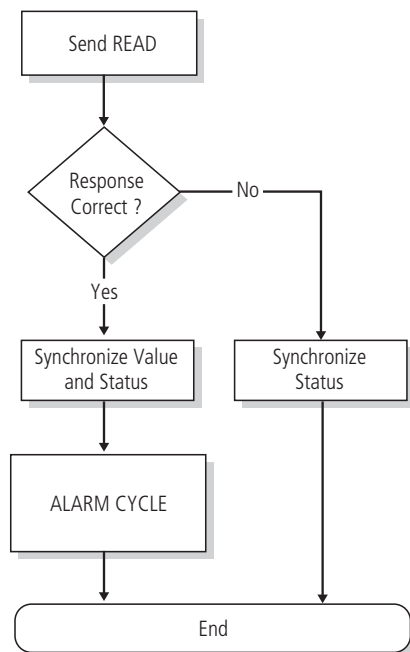 Send READ
Response
Correct ?
No
Yes
Synchronize Value
and Status
Synchronize
Status
ALARM CYCLE
End